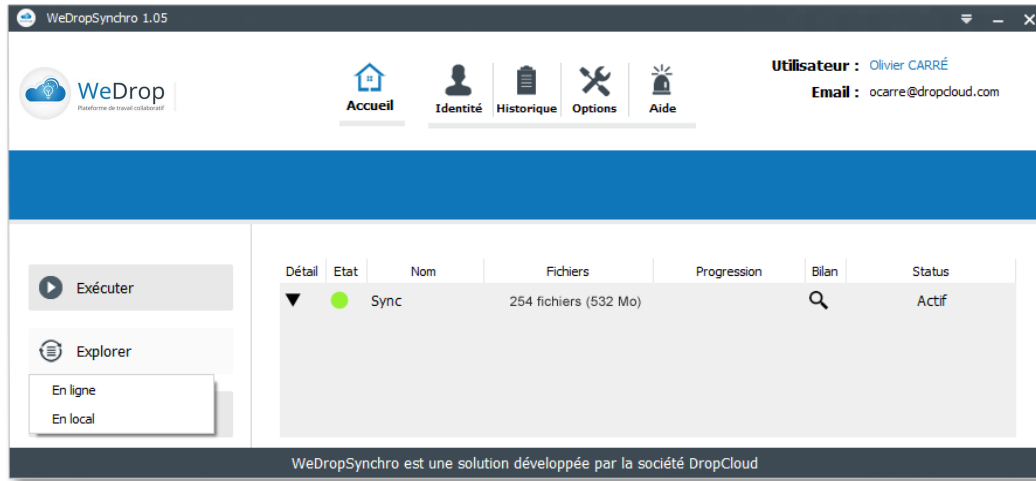 WeDropSynchro 1.05
WeDrop
Plateforme de travail collaboratif
Accueil
Identité
Historique
Options
Aide
Utilisateur : Olivier CARRÉ
Email : ocarre@dropcloud.com
Exécuter
Explorer
En ligne
En local
Détail Etat Nom Fichiers Progression Bilan Status
Sync 254 fichiers (532 Mo) Actif
WeDropSynchro est une solution développée par la société DropCloud